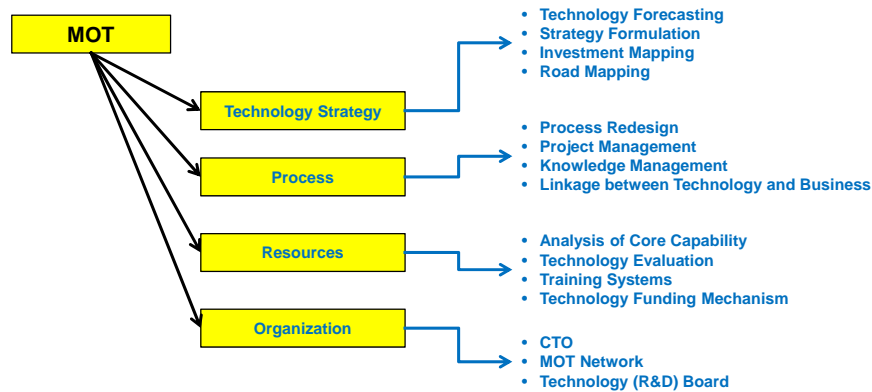 MOT
Technology Strategy
• Technology Forecasting
• Strategy Formulation
• Investment Mapping
• Road Mapping
Process
• Process Redesign
• Project Management
• Knowledge Management
• Linkage between Technology and Business
Resources
• Analysis of Core Capability
• Technology Evaluation
• Training Systems
• Technology Funding Mechanism
Organization
• CTO
• MOT Network
• Technology (R&D) Board